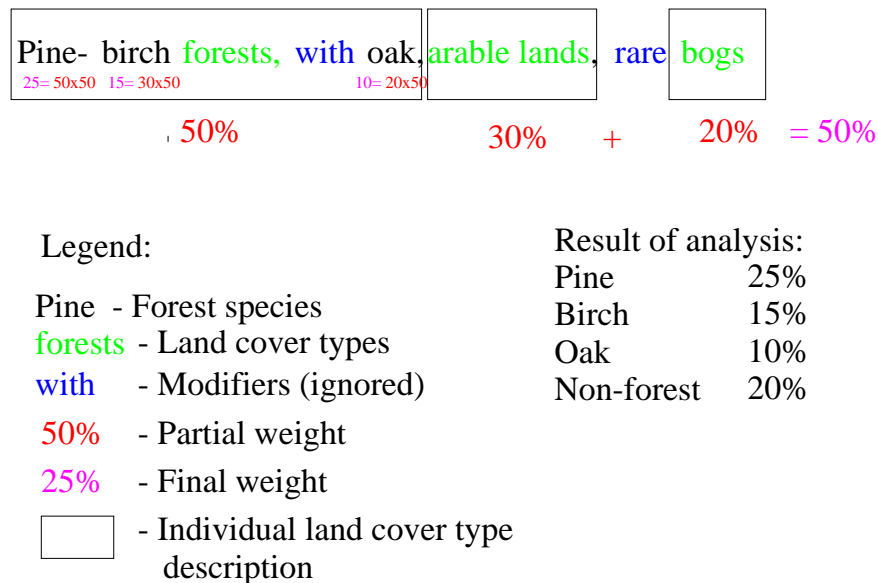 Pine- birch forests, with oak, arable lands, rare bogs
25= 50x50 15= 30x50 10= 20x50
50% 30% + 20% = 50%
Legend:
Pine - Forest species
forests - Land cover types
with - Modifiers (ignored)
50% - Partial weight
25% - Final weight
- Individual land cover type
description
Result of analysis:
Pine 25%
Birch 15%
Oak 10%
Non-forest 20%